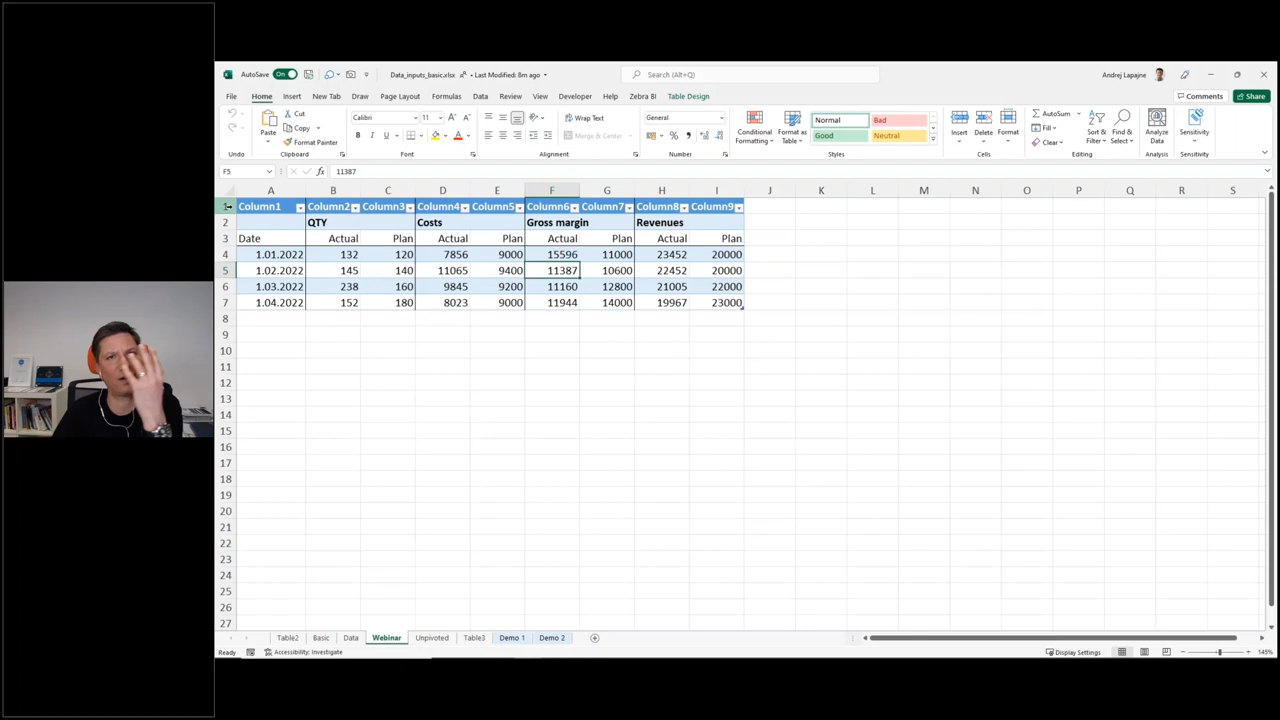 AutoSave On Data_inputs_basic.xlsx • Last Modified: 8m ago Search (Alt+Q) Andrej Lapajne
File Home Insert New Tab Draw Page Layout Formulas Data Review View Developer Help Zebra BI Table Design Comments Share
Paste Cut Copy Format Painter
Calibri 11
B I U
Wrap Text
Merge & Center
General
Conditional Formatting
Format as Table
Normal Bad
Good Neutral
Insert Delete Format
AutoSum
Fill
Clear
Sort & Filter
Find & Select
Analyze Data
Sensitivity
Undo Clipboard Font Alignment Number Styles Cells Editing Analysis Sensitivity
F5 fx 11387
A B C D E F G H I J K L M N O P Q R S
1 Column1 Column2 Column3 Column4 Column5 Column6 Column7 Column8 Column9
2 QTY Costs Gross margin Revenues
3 Date Actual Plan Actual Plan Actual Plan Actual Plan
4 1.01.2022 132 120 7856 9000 15596 11000 23452 20000
5 1.02.2022 145 140 11065 9400 11387 10600 22452 20000
6 1.03.2022 238 160 9845 9200 11160 12800 21005 22000
7 1.04.2022 152 180 8023 9000 11944 14000 19967 23000
8
9
10
11
12
13
14
15
16
17
18
19
20
21
22
23
24
25
26
27
Table2 Basic Data Webinar Unpivoted Table3 Demo 1 Demo 2
Ready Accessibility: Investigate Display Settings 145%